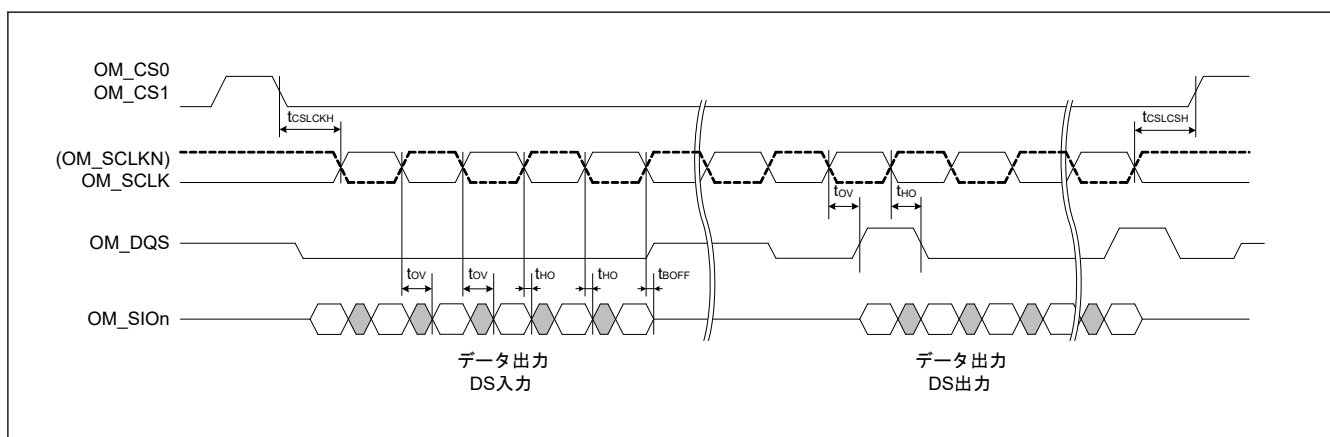 OM_CS0
OM_CS1
tCSLCKH
tCSLCSH
(OM_SCLKN)
OM_SCLK
tOV
tHO
OM_DQS
tOV
tOV
tHO
tHO
tBOFF
OM_SIOn
データ出力
DS入力
データ出力
DS出力